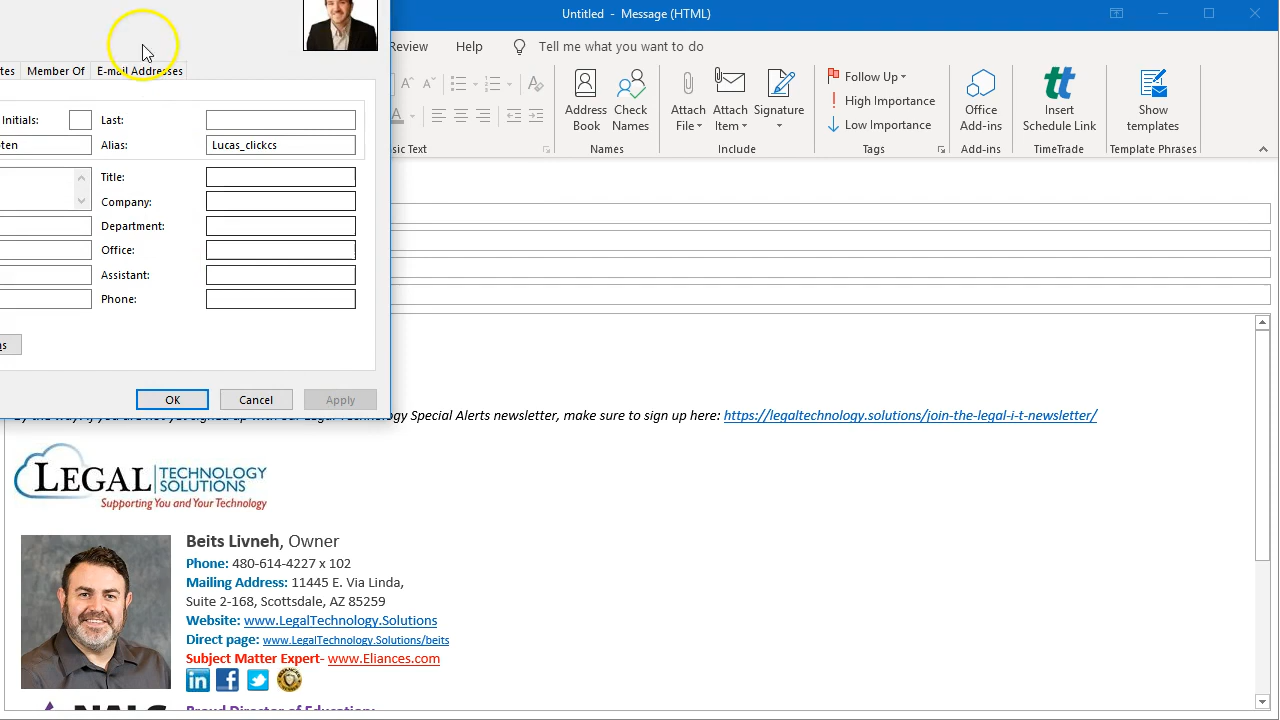 Untitled - Message (HTML)
Review Help Tell me what you want to do
Member Of E-mail Addresses
Initials: Last:
Alias: Lucas_clickcs
Title:
Company:
Department:
Office:
Assistant:
Phone:
OK Cancel Apply
Address Book
Check Names
Attach File
Attach Item
Signature
Follow Up
High Importance
Low Importance
Office Add-ins
Insert Schedule Link
Show templates
Names Include Tags Add-ins TimeTrade Template Phrases
Legal Technology Special Alerts newsletter, make sure to sign up here: https://legaltechnology.solutions/join-the-legal-i-t-newsletter/
LEGAL TECHNOLOGY SOLUTIONS
Supporting You and Your Technology
Beits Livneh, Owner
Phone: 480-614-4227 x 102
Mailing Address: 11445 E. Via Linda,
Suite 2-168, Scottsdale, AZ 85259
Website: www.LegalTechnology.Solutions
Direct page: www.LegalTechnology.Solutions/beits
Subject Matter Expert- www.Eliances.com
Proud Director of Education: